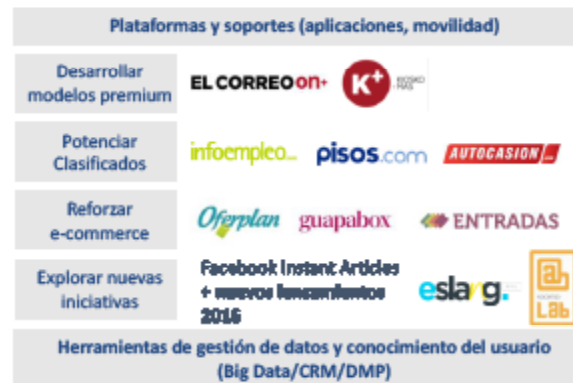 Plataformas y soportes (aplicaciones, movilidad)
Desarrollar
modelos premium
EL CORREO on+
K+ KIOSKO
MÁS
Potenciar
Clasificados
infoempleo
pisos.com
AUTOCASION
Reforzar
e-commerce
Oferplan
guapabox
ENTRADAS
Explorar nuevas
iniciativas
Facebook Instant Articles
+ nuevos lanzamientos
2016
eslang.
Lab
Herramientas de gestión de datos y conocimiento del usuario
(Big Data/CRM/DMP)